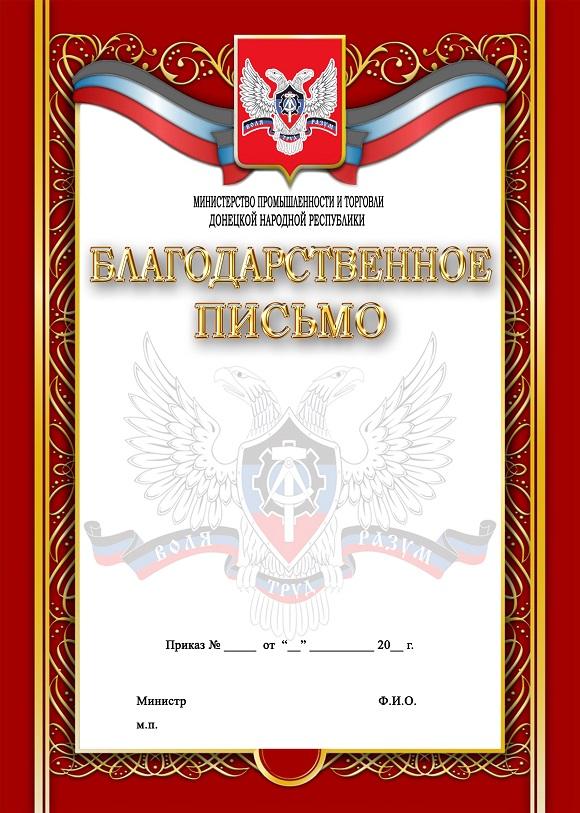 ВОЛЯ РАЗУМ
ТРУД
МИНИСТЕРСТВО ПРОМЫШЛЕННОСТИ И ТОРГОВЛИ
ДОНЕЦКОЙ НАРОДНОЙ РЕСПУБЛИКИ
БЛАГОДАРСТВЕННОЕ
ПИСЬМО
ВОЛЯ РАЗУМ
ТРУД
Приказ № _____ от “__” __________ 20__ г.
Министр Ф.И.О.
м.п.